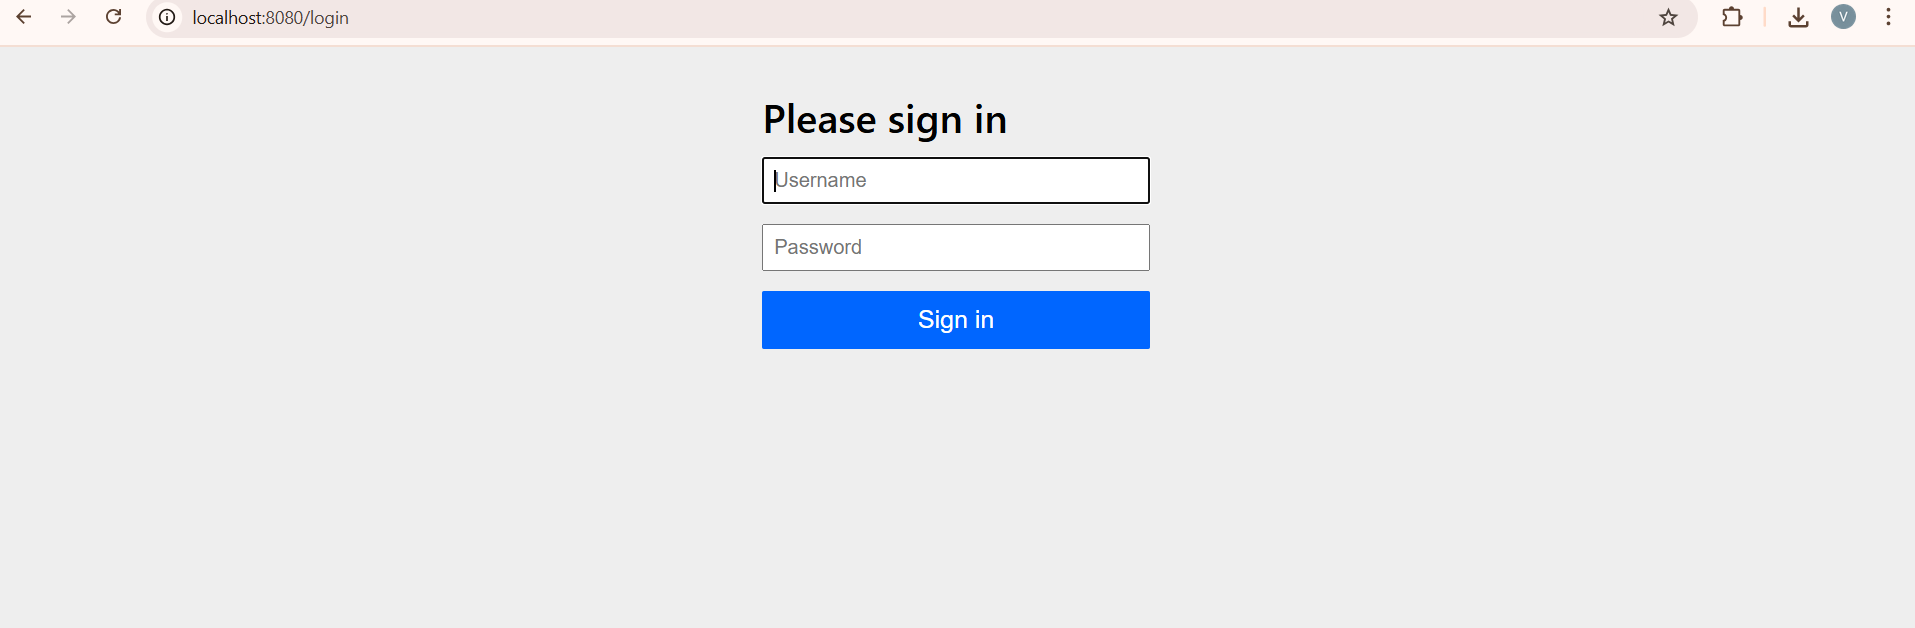 localhost:8080/login
V
Please sign in
Username
Password
Sign in